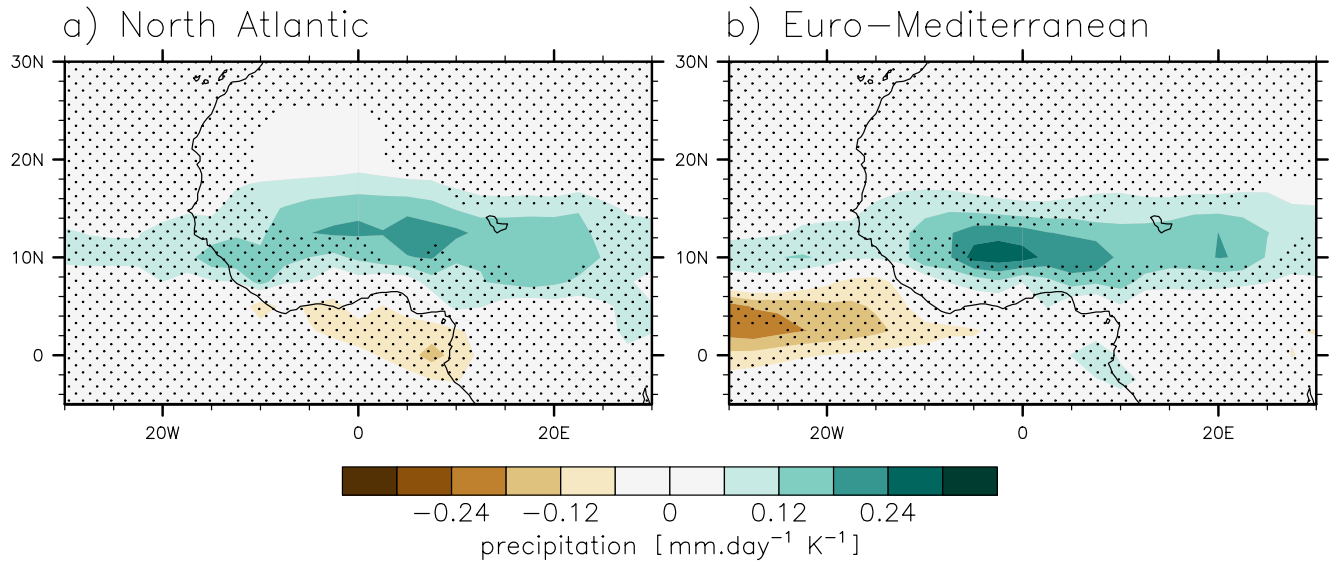 a) North Atlantic
b) Euro-Mediterranean
30N
20N
10N
0
20W
0
20E
30N
20N
10N
0
20W
0
20E
-0.24
-0.12
0
0.12
0.24
precipitation [mm.day⁻¹ K⁻¹]